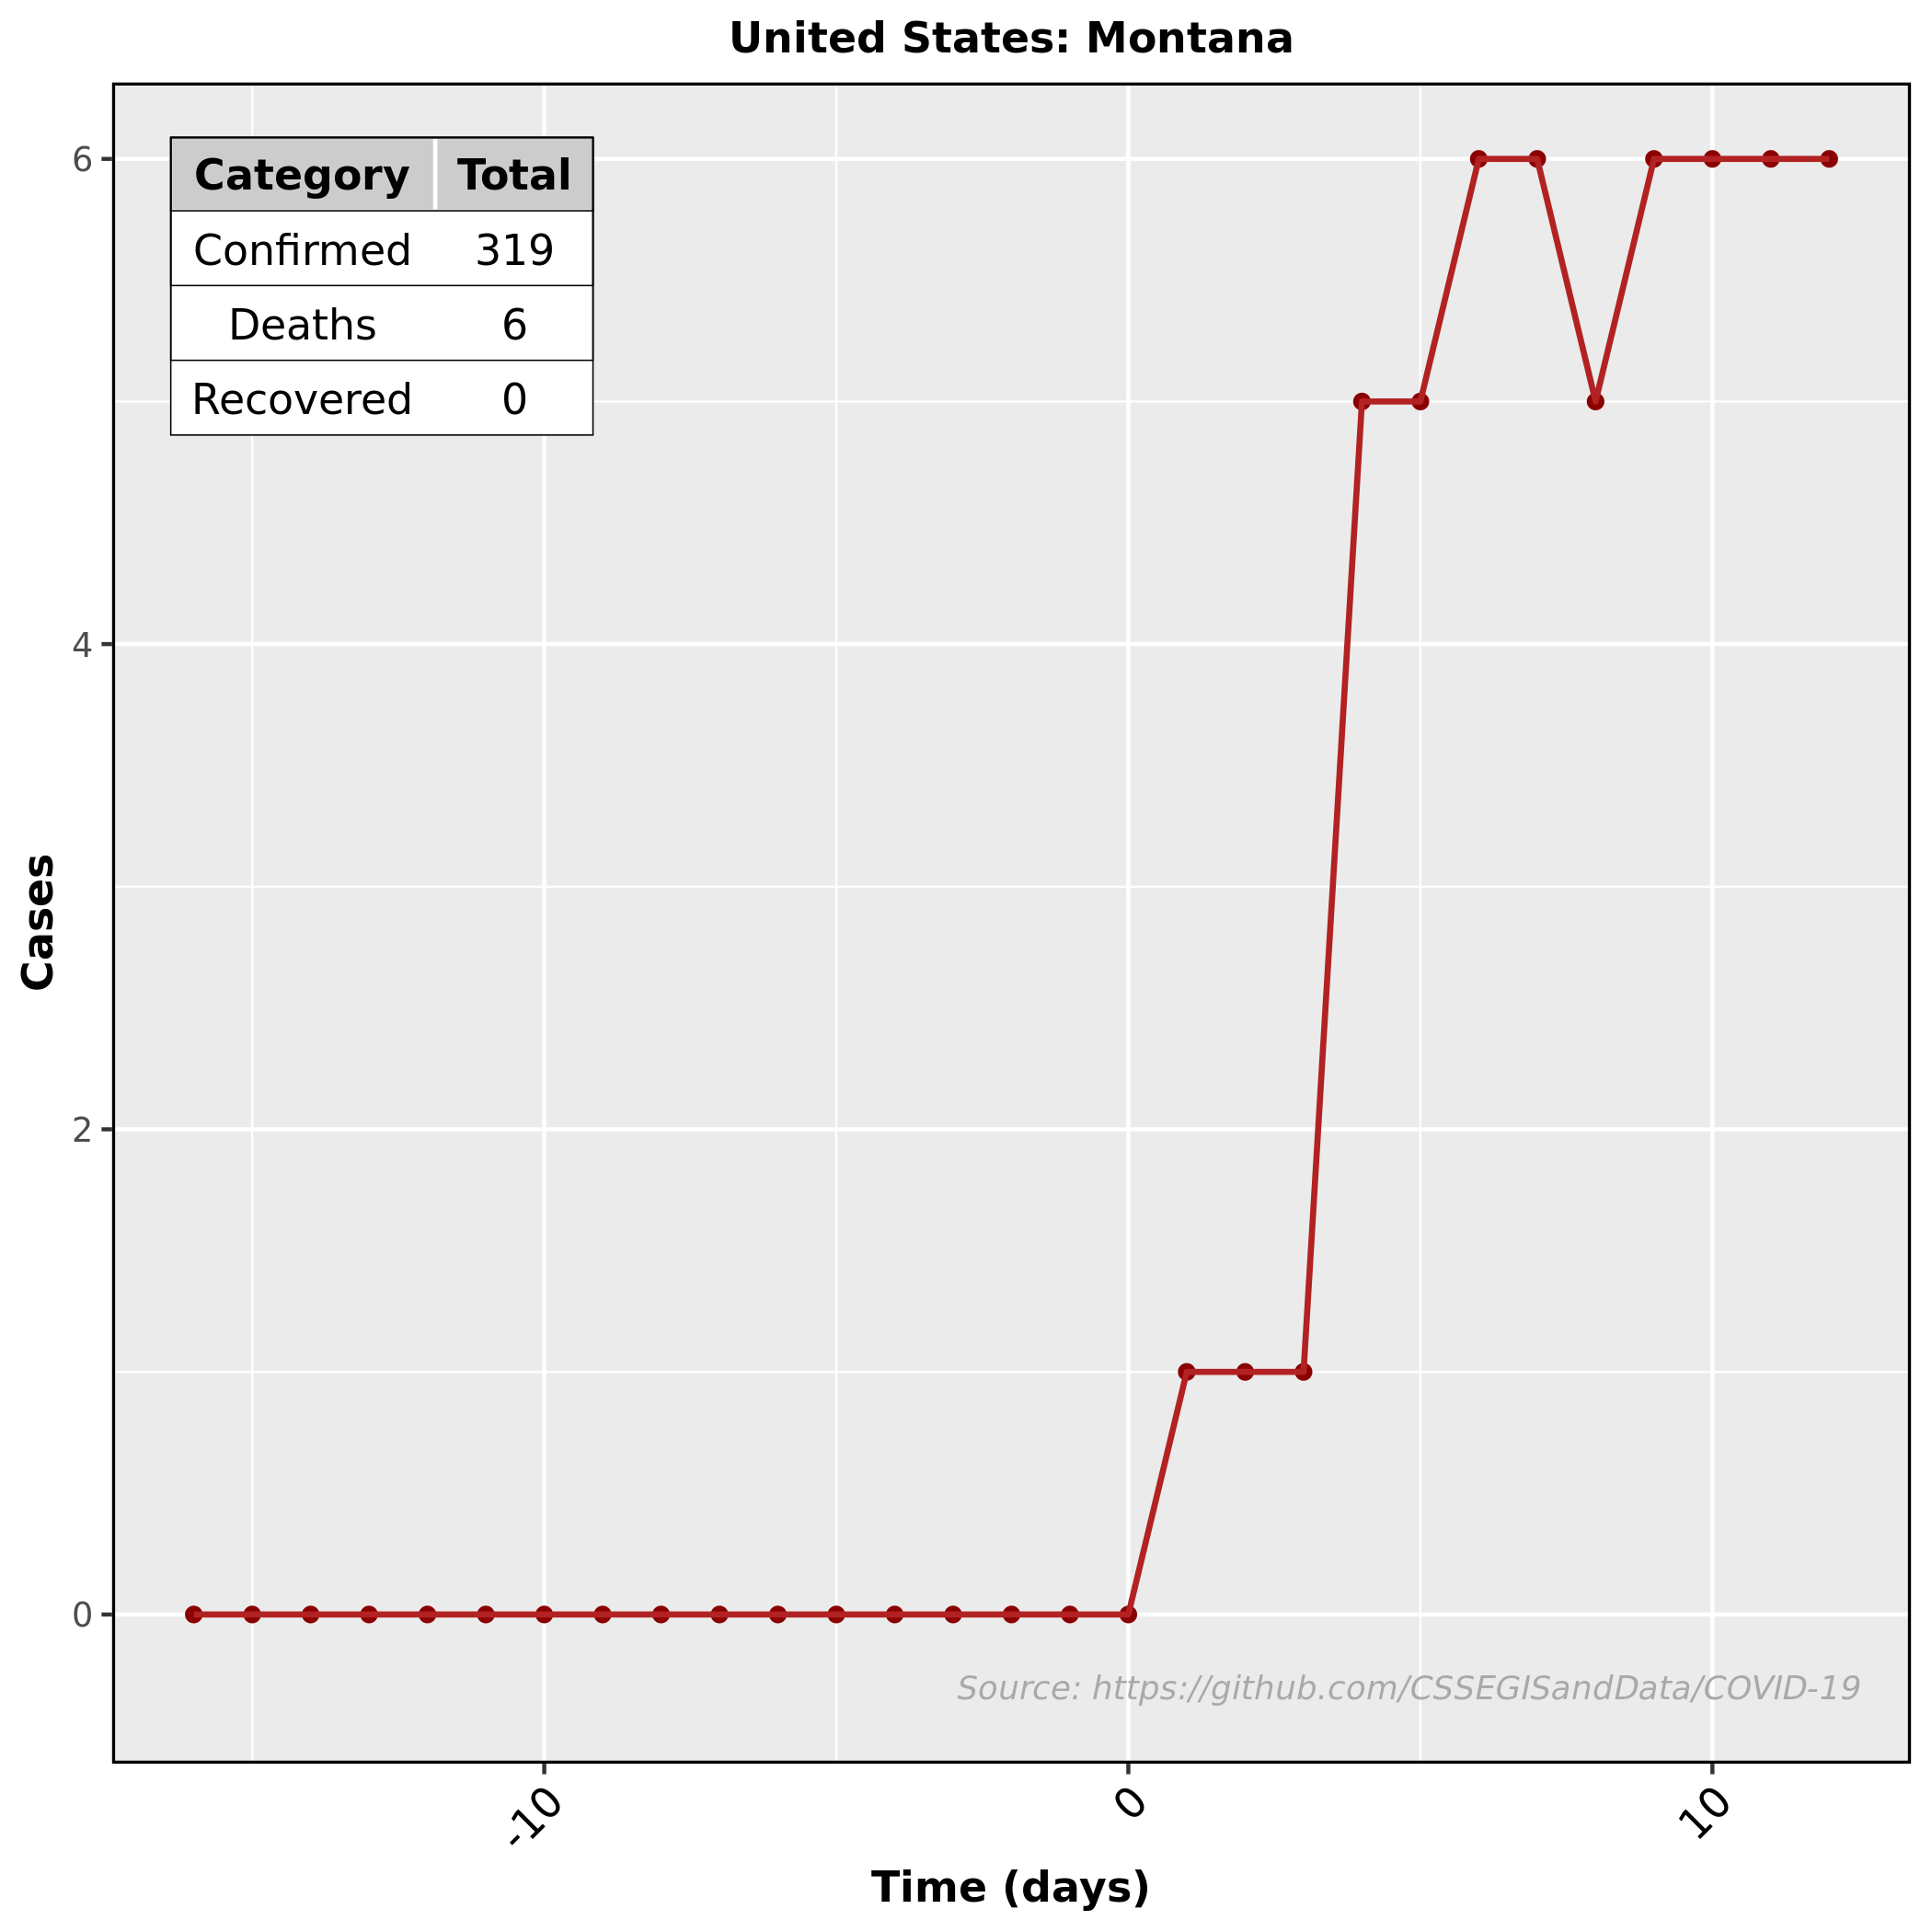 United States: Montana
Category Total
Confirmed 319
Deaths 6
Recovered 0
6
4
2
0
Cases
Source: https://github.com/CSSEGISandData/COVID-19
-10 0 10
Time (days)